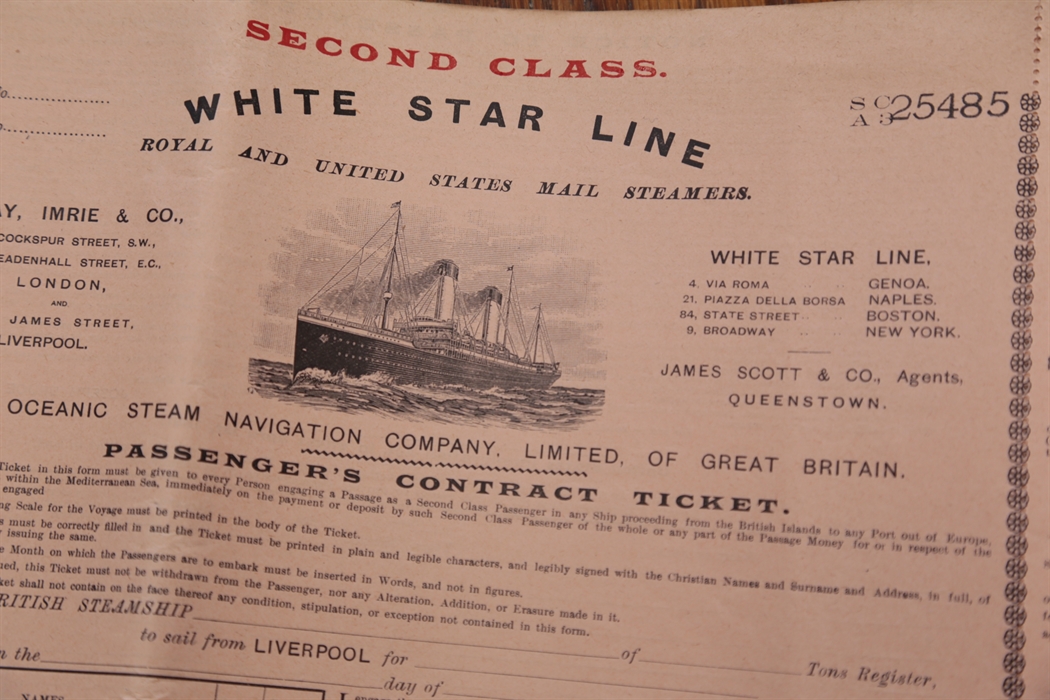 SECOND CLASS.
WHITE STAR LINE
S C 25485
A 3
ROYAL AND UNITED STATES MAIL STEAMERS.
IMRIE & CO.,
COCKSPUR STREET, S.W.,
STREET, E.C.,
LONDON,
AND
JAMES STREET,
LIVERPOOL.
WHITE STAR LINE,
4. VIA ROMA GENOA.
21. PIAZZA DELLA BORSA NAPLES.
84, STATE STREET BOSTON.
9, BROADWAY NEW YORK.
JAMES SCOTT & CO., Agents,
QUEENSTOWN.
OCEANIC STEAM NAVIGATION COMPANY, LIMITED, OF GREAT BRITAIN.
PASSENGER'S CONTRACT TICKET.
Ticket in this form must be given to every Person engaging a Passage as a Second Class Passenger in any Ship proceeding from the British Islands to any Port out of Europe,
within the Mediterranean Sea, immediately on the payment or deposit by such Second Class Passenger of the whole or any part of the Passage Money for or in respect of the
engaged
Scale for the Voyage must be printed in the body of the Ticket.
must be correctly filled in and the Ticket must be printed in plain and legible characters, and legibly signed with the Christian Names and Surname and Address, in full, of
issuing the same.
Month on which the Passengers are to embark must be inserted in Words, and not in figures.
this Ticket must not be withdrawn from the Passenger, nor any Alteration, Addition, or Erasure made in it.
shall not contain on the face thereof any condition, stipulation, or exception not contained in this form.
BRITISH STEAMSHIP
to sail from LIVERPOOL for of Tons Register,
the day of
NAMES